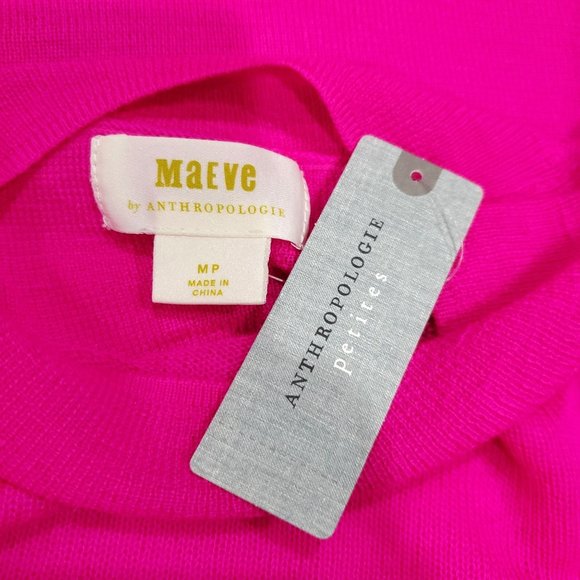 MaEVe
by ANTHROPOLOGIE
MP
MADE IN
CHINA
ANTHROPOLOGIE
petites